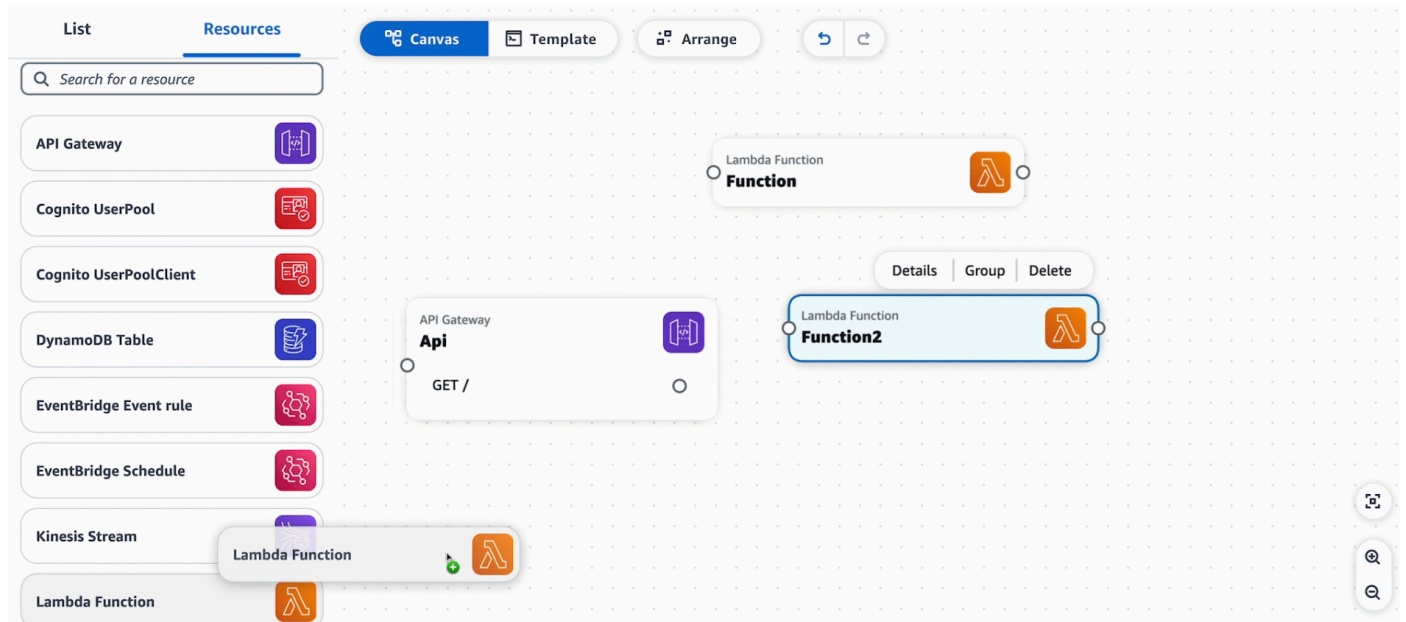 List
Resources
Canvas
Template
Arrange
Search for a resource
API Gateway
Cognito UserPool
Cognito UserPoolClient
DynamoDB Table
EventBridge Event rule
EventBridge Schedule
Kinesis Stream
Lambda Function
Lambda Function
Lambda Function
Function
Details
Group
Delete
Lambda Function
Function2
API Gateway
Api
GET /